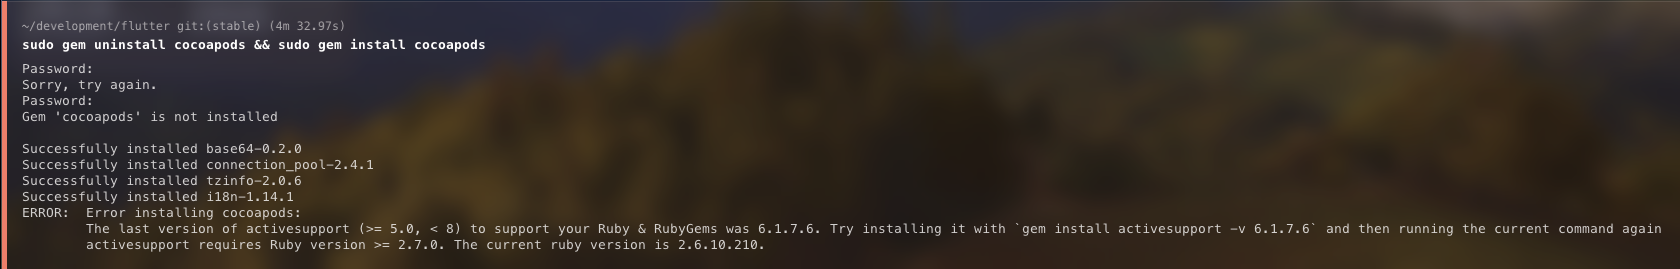 ~/development/flutter git:(stable) (4m 32.97s)
sudo gem uninstall cocoapods && sudo gem install cocoapods
Password:
Sorry, try again.
Password:
Gem 'cocoapods' is not installed
Successfully installed base64-0.2.0
Successfully installed connection_pool-2.4.1
Successfully installed tzinfo-2.0.6
Successfully installed i18n-1.14.1
ERROR:  Error installing cocoapods:
        The last version of activesupport (>= 5.0, < 8) to support your Ruby & RubyGems was 6.1.7.6. Try installing it with `gem install activesupport -v 6.1.7.6` and then running the current command again
        activesupport requires Ruby version >= 2.7.0. The current ruby version is 2.6.10.210.